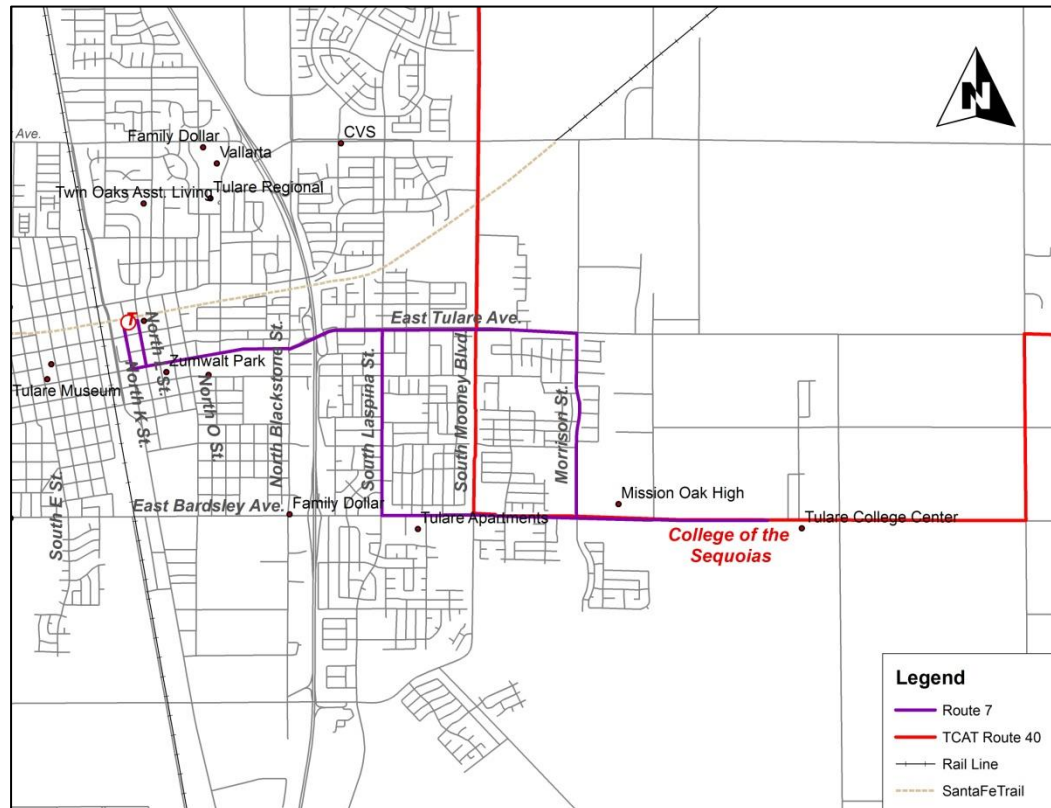 CVS
Family Dollar
Ave.
Vallarta
Twin Oaks Asst. Living
Tulare Regional
N
T
East Tulare Ave.
North L St.
Zumwalt Park
Tulare Museum
North K St.
North O St.
North Blackstone St.
South Laspina St.
South Mooney Blvd.
Morrison St.
South E St.
East Bardsley Ave.
Family Dollar
Tulare Apartments
Mission Oak High
Tulare College Center
College of the
Sequoias
Legend
Route 7
TCAT Route 40
Rail Line
SantaFeTrail